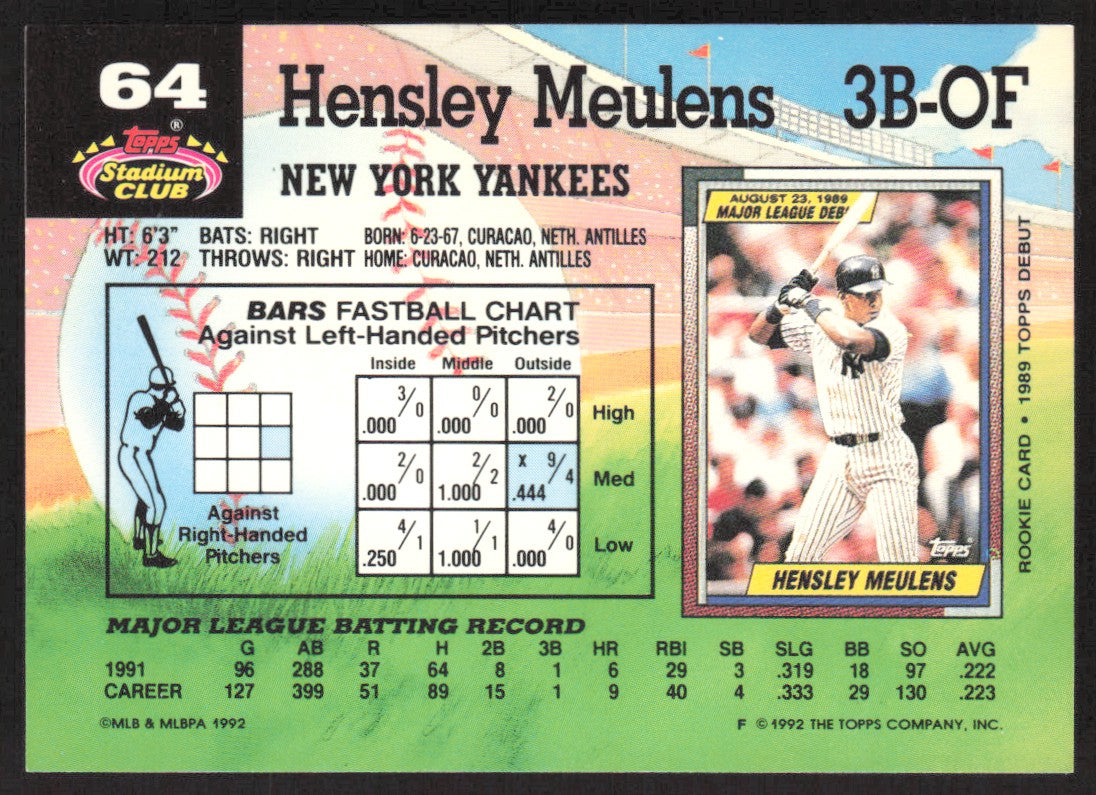 64
Topps ®
Stadium
CLUB
Hensley Meulens 3B-OF
NEW YORK YANKEES
HT: 6'3" BATS: RIGHT BORN: 6-23-67, CURACAO, NETH. ANTILLES
WT: 212 THROWS: RIGHT HOME: CURACAO, NETH. ANTILLES
BARS FASTBALL CHART
Against Left-Handed Pitchers
Inside Middle Outside
3/0 0/0 2/0
.000 .000 .000 High
2/0 2/2 x 9/4
.000 1.000 .444 Med
4/1 1/1 4/0
.250 1.000 .000 Low
Against
Right-Handed
Pitchers
AUGUST 23, 1989
MAJOR LEAGUE DEB
NY
Topps
HENSLEY MEULENS
ROOKIE CARD • 1989 TOPPS DEBUT
MAJOR LEAGUE BATTING RECORD
G AB R H 2B 3B HR RBI SB SLG BB SO AVG
1991 96 288 37 64 8 1 6 29 3 .319 18 97 .222
CAREER 127 399 51 89 15 1 9 40 4 .333 29 130 .223
©MLB & MLBPA 1992 F ©1992 THE TOPPS COMPANY, INC.